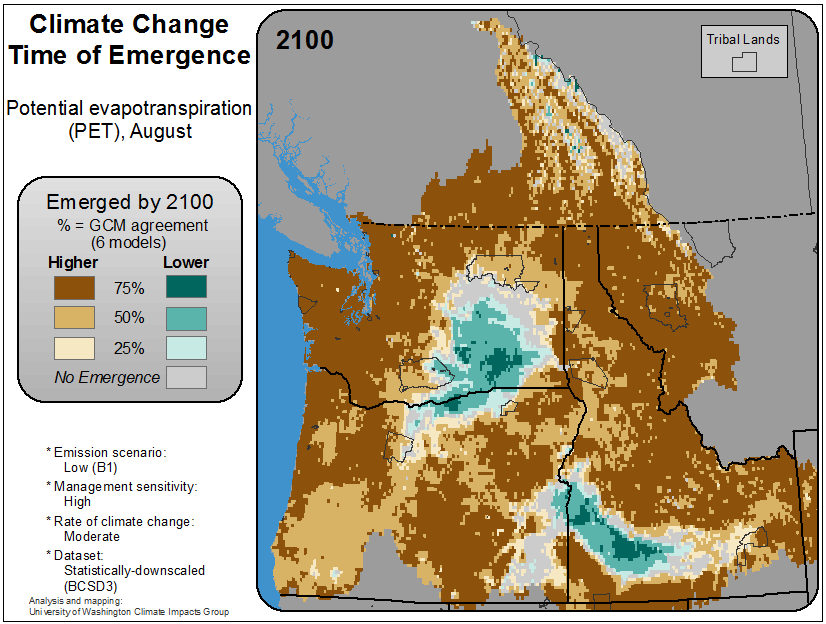 Climate Change
Time of Emergence
Potential evapotranspiration
(PET), August
Emerged by 2100
% = GCM agreement
(6 models)
Higher Lower
75%
50%
25%
No Emergence
* Emission scenario:
Low (B1)
* Management sensitivity:
High
* Rate of climate change:
Moderate
* Dataset:
Statistically-downscaled
(BCSD3)
Analysis and mapping:
University of Washington Climate Impacts Group
2100
Tribal Lands